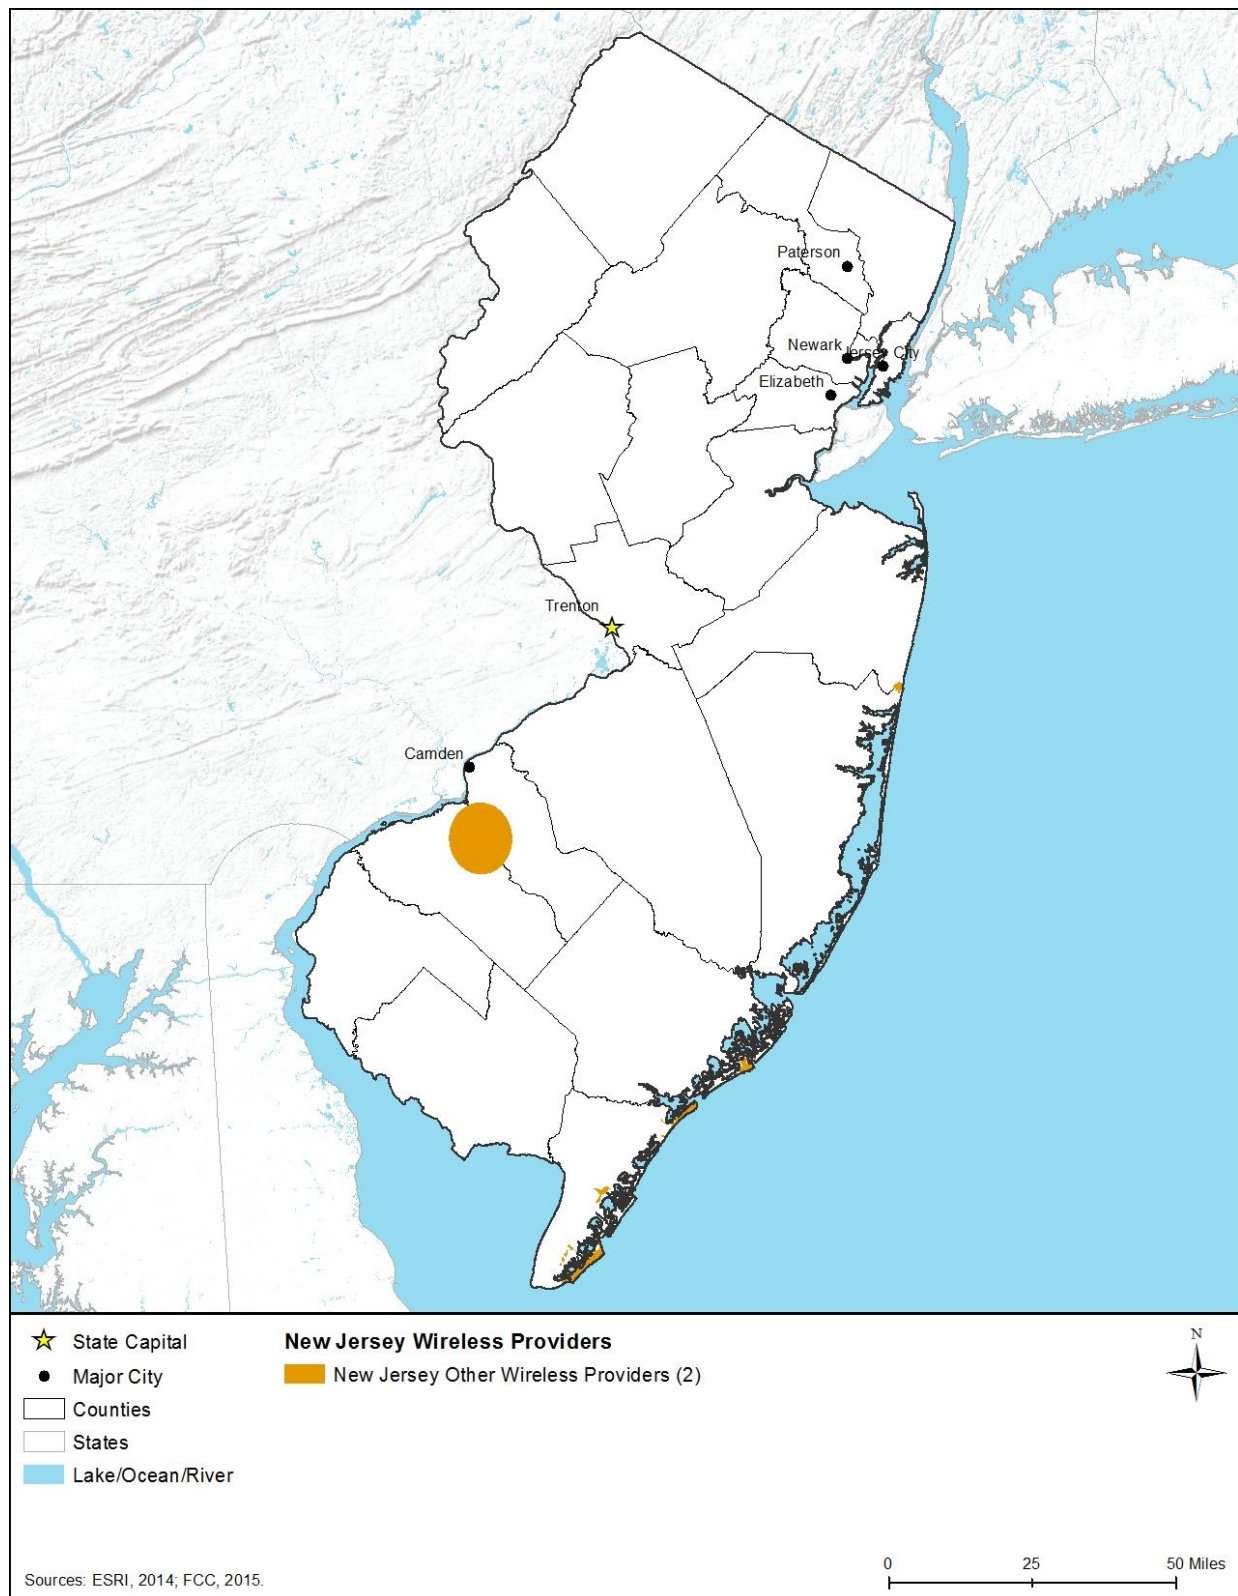 Paterson
Newark
Jersey City
Elizabeth
Trenton
Camden
State Capital
Major City
Counties
States
Lake/Ocean/River
New Jersey Wireless Providers
New Jersey Other Wireless Providers (2)
N
0 25 50 Miles
Sources: ESRI, 2014; FCC, 2015.